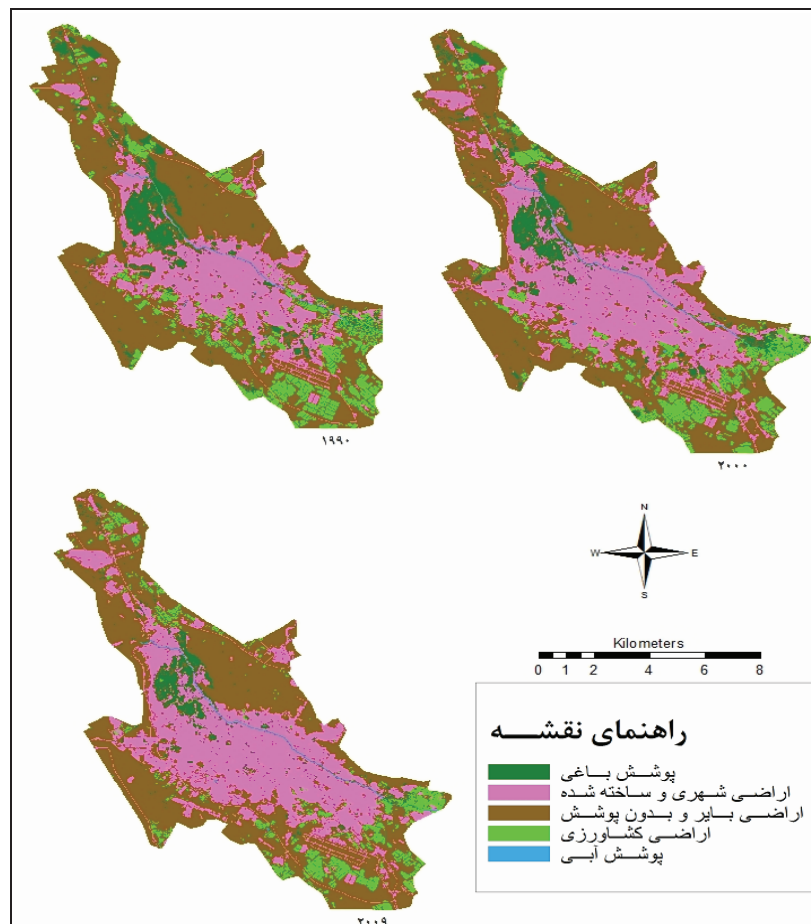 ۱۹۹۰
۲۰۰۰
N
W E
S
Kilometers
0 1 2 4 6 8
راهنمای نقشه
پوشش باغی
اراضی شهری و ساخته شده
اراضی بایر و بدون پوشش
اراضی کشاورزی
پوشش آبی
۲۰۰۹